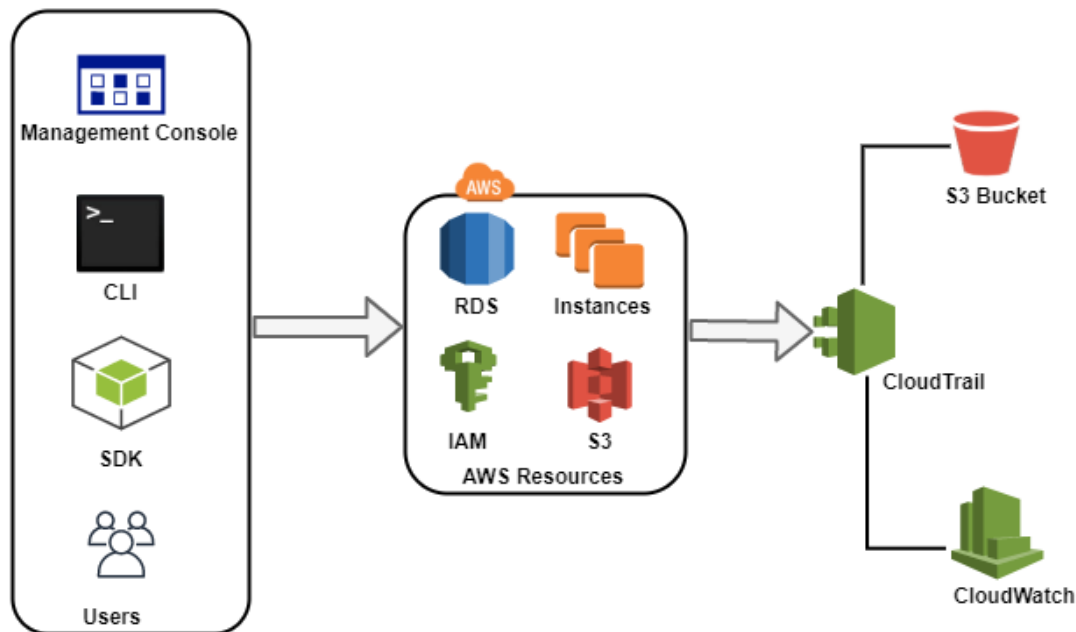 Management Console
>_
CLI
SDK
Users
AWS
RDS
Instances
IAM
S3
AWS Resources
S3 Bucket
CloudTrail
CloudWatch